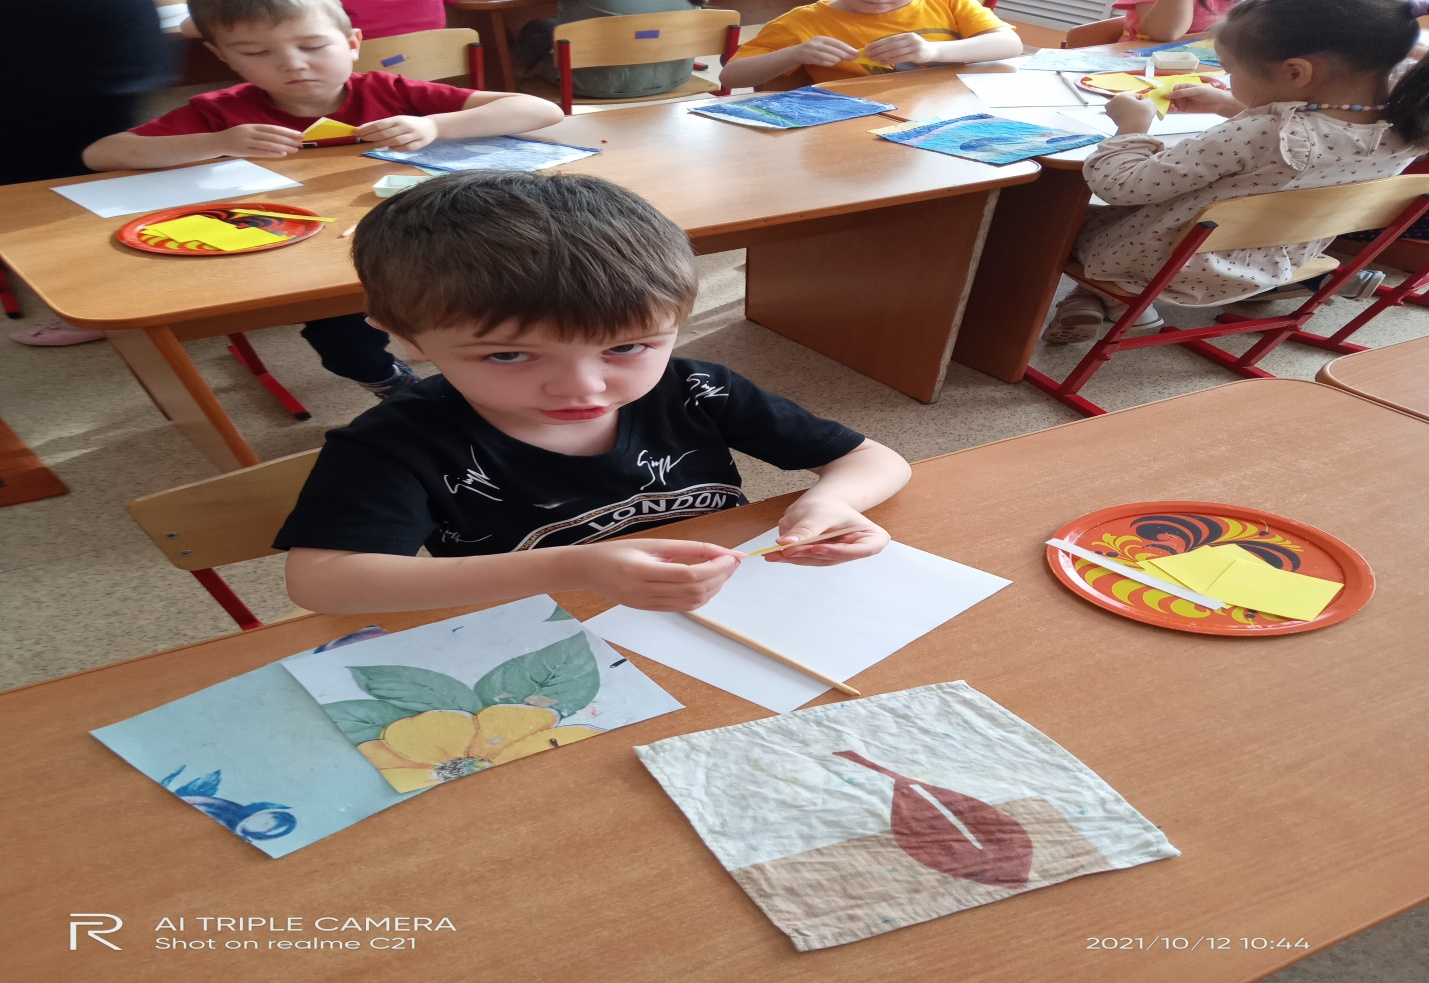 LONDON
AI TRIPLE CAMERA
Shot on realme C21
2021/10/12 10:44